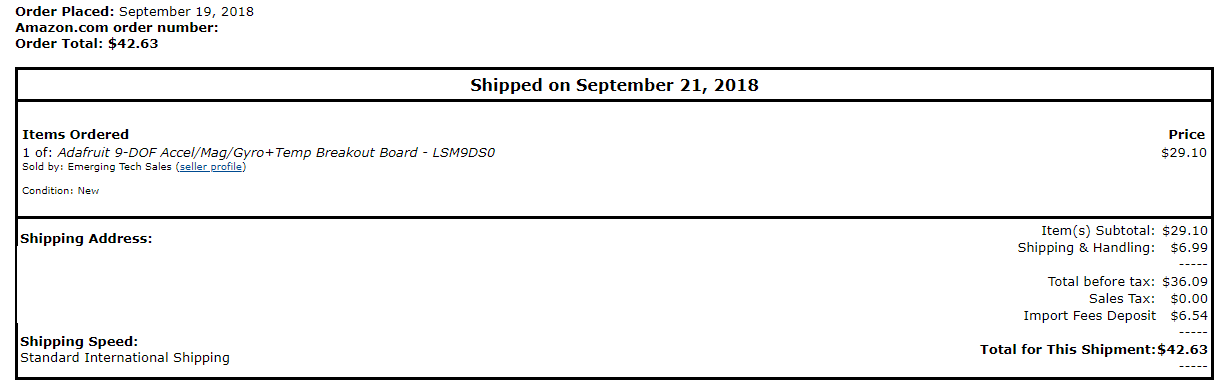 Order Placed: September 19, 2018
Amazon.com order number:
Order Total: $42.63
Shipped on September 21, 2018
Items Ordered Price
1 of: Adafruit 9-DOF Accel/Mag/Gyro+Temp Breakout Board - LSM9DS0 $29.10
Sold by: Emerging Tech Sales (seller profile)
Condition: New
Shipping Address:
Item(s) Subtotal: $29.10
Shipping & Handling: $6.99
-----
Total before tax: $36.09
Sales Tax: $0.00
Import Fees Deposit $6.54
-----
Shipping Speed:
Standard International Shipping
Total for This Shipment:$42.63
-----